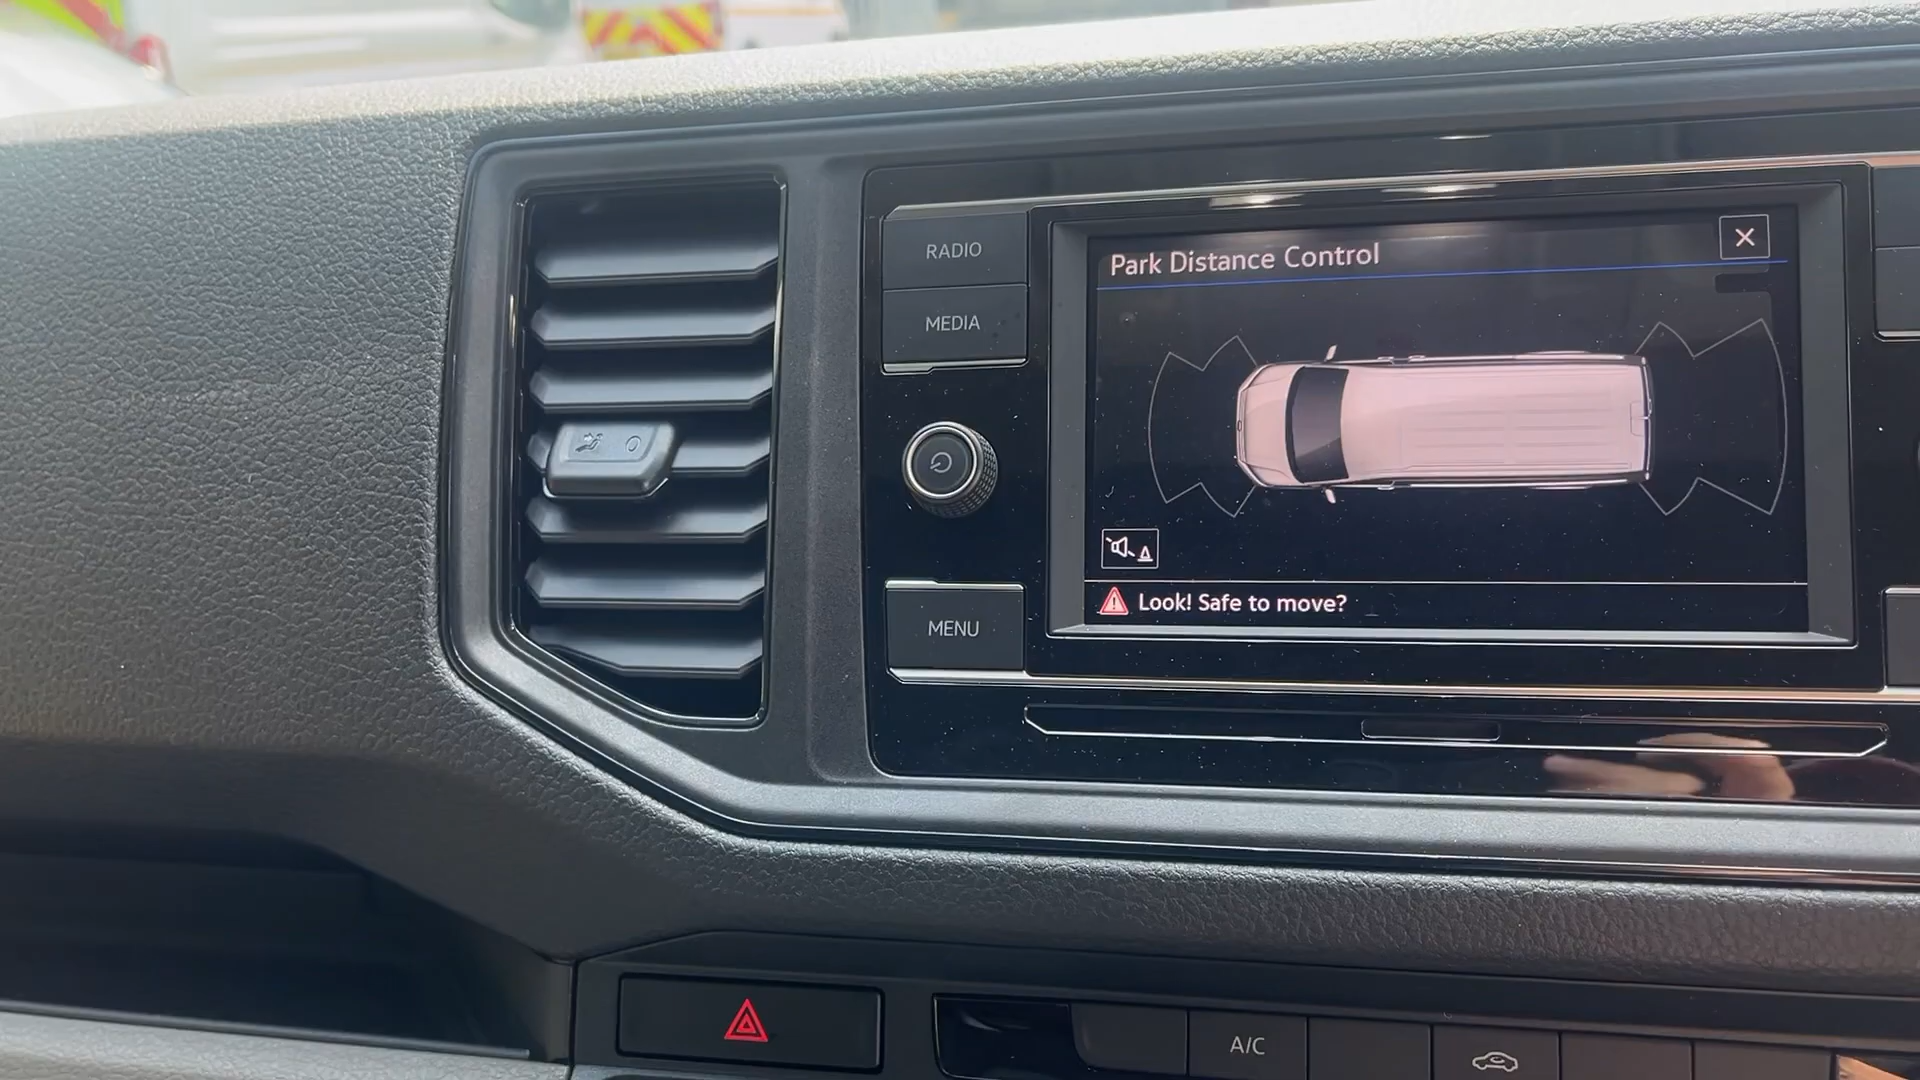 RADIO
MEDIA
MENU
Park Distance Control
Look! Safe to move?
A/C